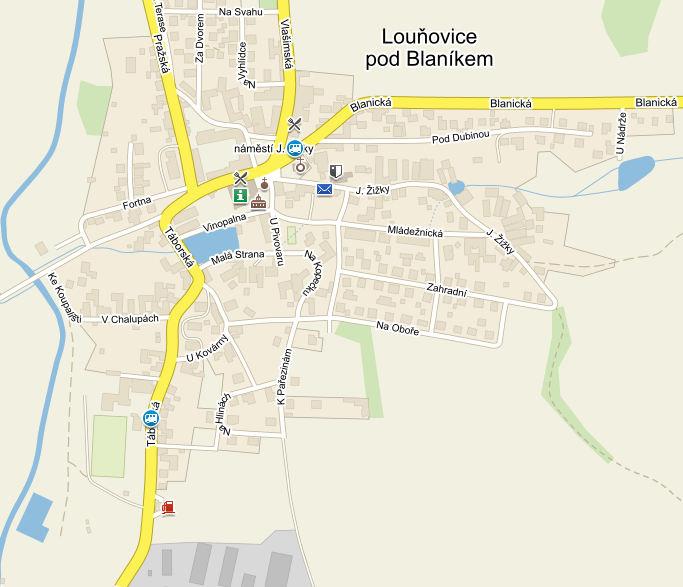 Terase
Pražská
Na Svahu
Za Dvorem
Vyhlídce
Na
Vlašimská
Louňovice
pod Blaníkem
Blanická
Blanická
Blanická
Pod Dubinou
U Nádrže
náměstí J.
J. Žižky
Fortna
Vinopalna
U Pivovaru
Mládežnická
J. Žižky
Táborská
Malá Strana
Na Kopečku
Zahradní
Ke Koupališti
V Chalupách
Na Oboře
U Kovárny
K Pařezinám
Hlinách
Na